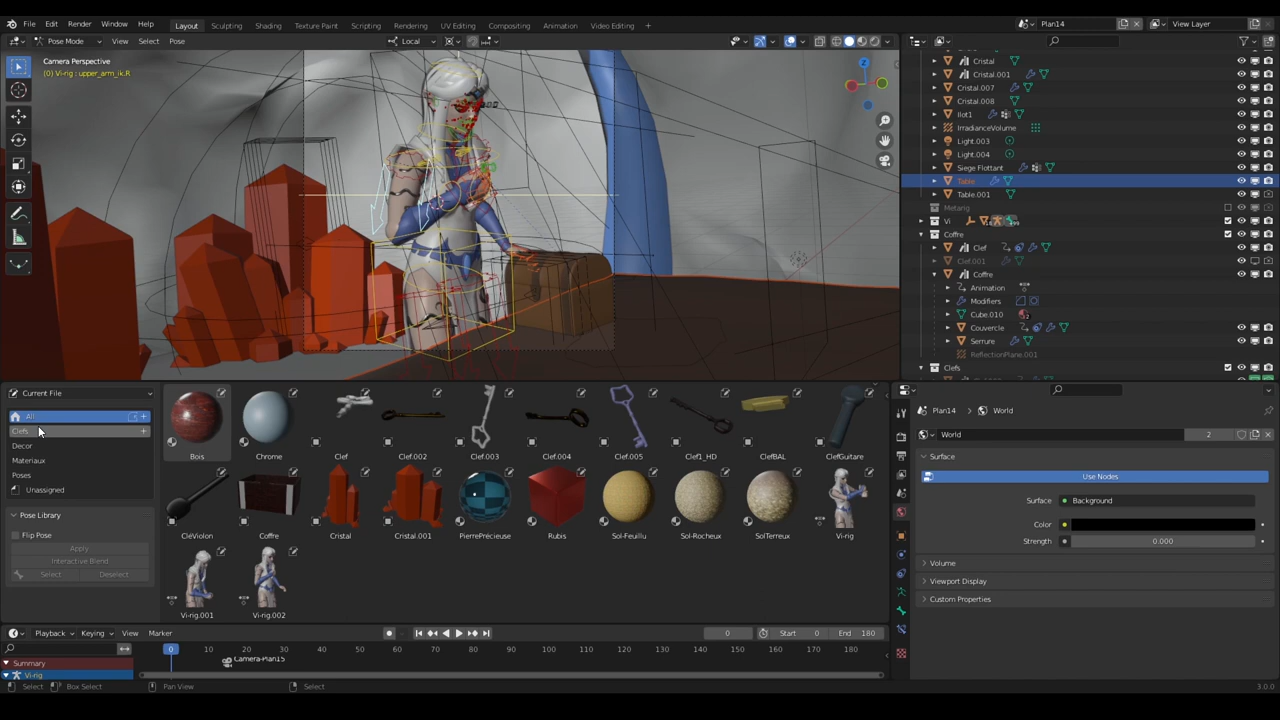 File Edit Render Window Help Layout Sculpting Shading Texture Paint Scripting Rendering UV Editing Compositing Animation Video Editing + Plan14 View Layer
Pose Mode View Select Pose Local
Camera Perspective
(0) Vi-rig : upper_arm_ik.R
Z
Cristal
Cristal.001
Cristal.007
Cristal.008
Ilot1
IrradianceVolume
Light.003
Light.004
Siege Flottant
Table
Table.001
Metang
Vi
Coffre
Clef
Clef.001
Coffre
Animation
Modifiers
Cube.010
Couvercle
Serrure
ReflectionPlane.001
Clefs
Current File
All
Clefs
Decor
Materiaux
Poses
Unassigned
Pose Library
Flip Pose
Apply
Interactive Blend
Select Deselect
Bois Chrome Clef Clef.002 Clef.003 Clef.004 Clef.005 Clef1_HD ClefBAL ClefGuitare
CléViolon Coffre Cristal Cristal.001 PierrePrécieuse Rubis Sol-Feuillu Sol-Rocheux SolTerreux Vi-rig
Vi-rig.001 Vi-rig.002
Plan14 World
World 2
Surface
Use Nodes
Surface Background
Color
Strength 0.000
Volume
Viewport Display
Custom Properties
Playback Keying View Marker 0 Start 0 End 180
0 10 20 30 40 50 60 70 80 90 100 110 120 130 140 150 160 170 180
Summary
Camera-Plan15
Vi-rig
Select Box Select Pan View Select 3.0.0